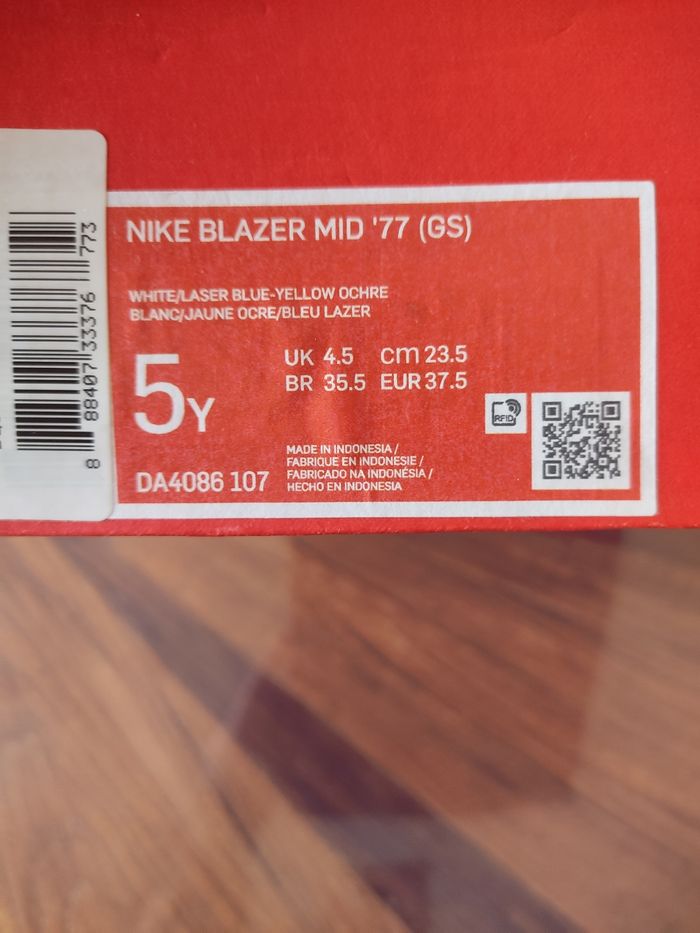 NIKE BLAZER MID '77 (GS)
WHITE/LASER BLUE-YELLOW OCHRE
BLANC/JAUNE OCRE/BLEU LAZER
5Y
UK 4.5 cm 23.5
BR 35.5 EUR 37.5
RFID
DA4086 107
MADE IN INDONESIA /
FABRIQUE EN INDONESIE /
FABRICADO NA INDONÉSIA /
HECHO EN INDONESIA
8 88407 33376 773